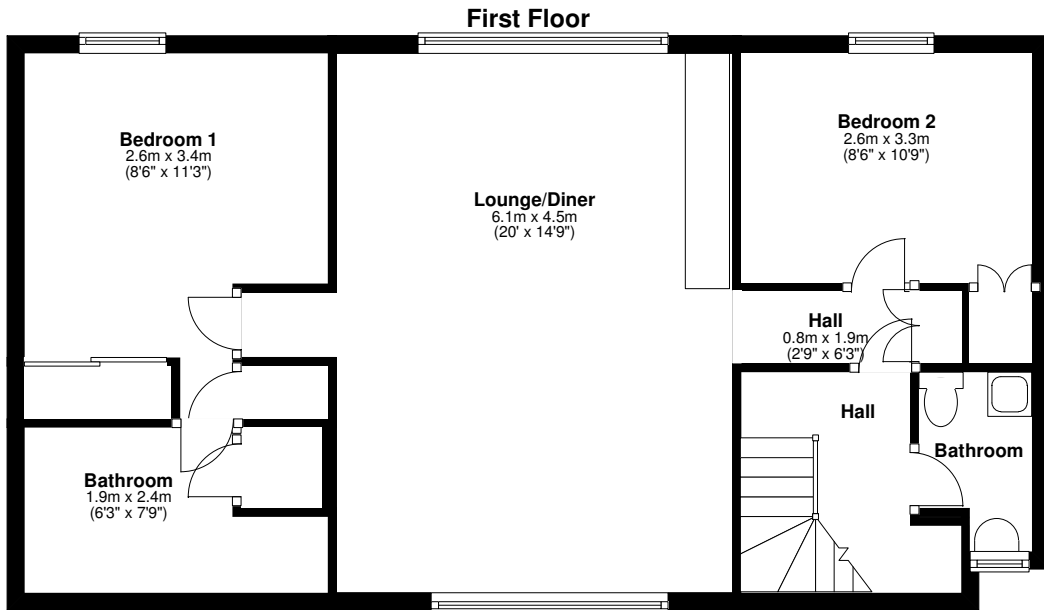 First Floor
Bedroom 1
2.6m x 3.4m
(8'6" x 11'3")
Bedroom 2
2.6m x 3.3m
(8'6" x 10'9")
Lounge/Diner
6.1m x 4.5m
(20' x 14'9")
Hall
0.8m x 1.9m
(2'9" x 6'3")
Hall
Bathroom
Bathroom
1.9m x 2.4m
(6'3" x 7'9")